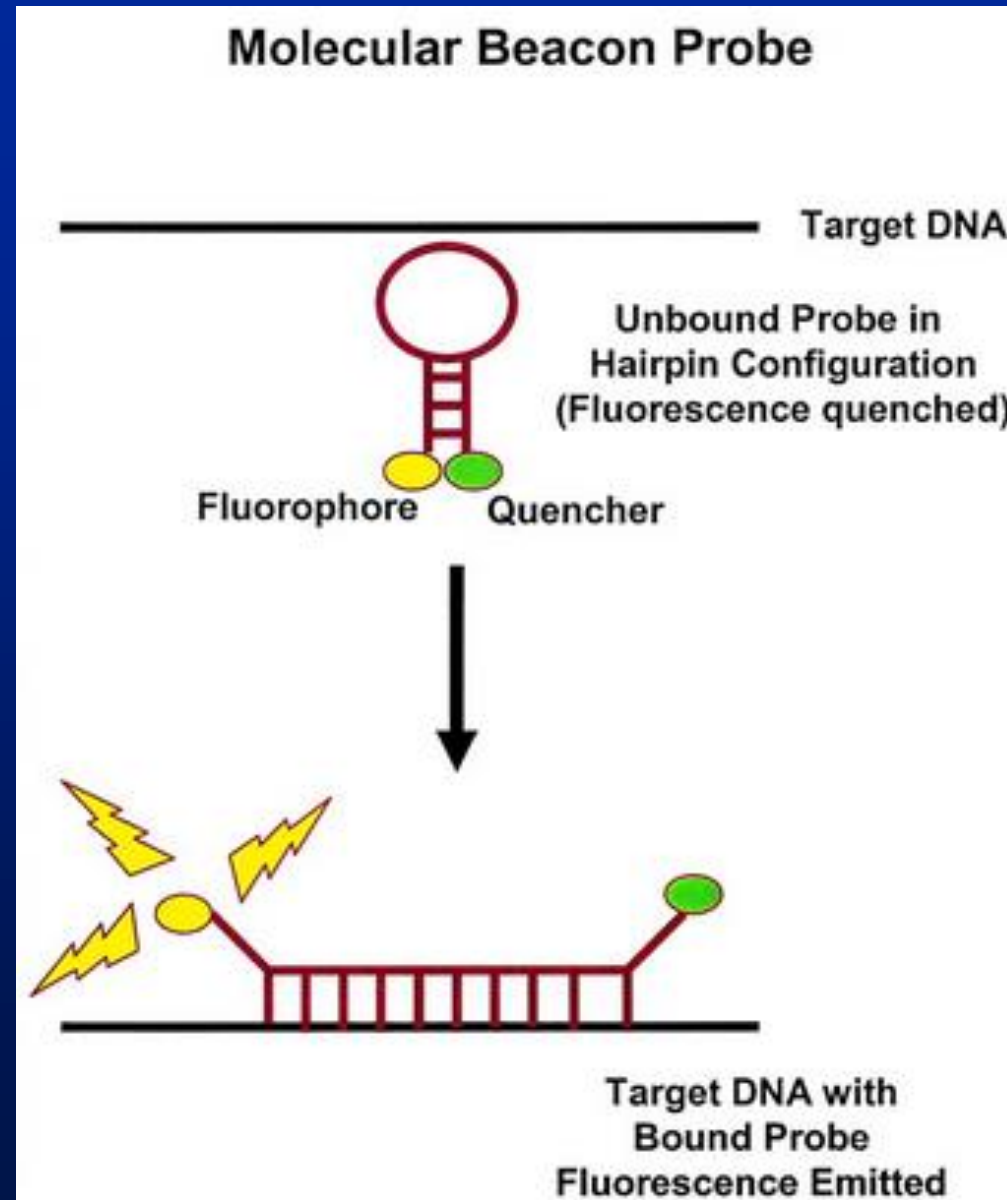 Molecular Beacon Probe
Target DNA
Unbound Probe in
Hairpin Configuration
(Fluorescence quenched)
Fluorophore
Quencher
Target DNA with
Bound Probe
Fluorescence Emitted